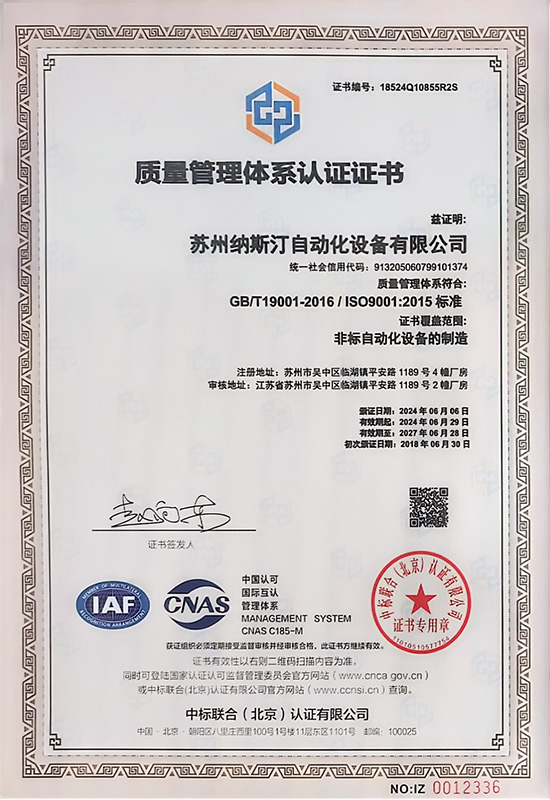 证书编号：18524Q10855R2S
质量管理体系认证证书
兹证明：
苏州纳斯汀自动化设备有限公司
统一社会信用代码：913205060799101374
质量管理体系符合：
GB/T19001-2016 / ISO9001:2015 标准
证书覆盖范围：
非标自动化设备的制造
注册地址：苏州市吴中区临湖镇平安路 1189 号 4 幢厂房
审核地址：江苏省苏州市吴中区临湖镇平安路 1189 号 2 幢厂房
颁证日期：2024 年 06 月 06 日
有效期起：2024 年 06 月 29 日
有效期至：2027 年 06 月 28 日
初次颁证日期：2018 年 06 月 30 日
证书签发人
MEMBER OF MULTILATERAL
IAF
RECOGNITION ARRANGEMENT
CNAS
中国认可
国际互认
管理体系
MANAGEMENT SYSTEM
CNAS C185-M
中标联合（北京）认证有限公司
证书专用章
11010510577754
获证组织必须定期接受监督审核并经审核合格，此证书方继续有效。
证书有效性以右则二维码扫描内容为准，
同时可登陆国家认证认可监督管理委员会官方网站（www.cnca.gov.cn）
或中标联合(北京)认证有限公司官方网站（www.ccnsi.cn）查询。
中标联合（北京）认证有限公司
中国·北京·朝阳区八里庄西里100号1号楼11层东区1101号 邮编：100025
NO:IZ 0012336